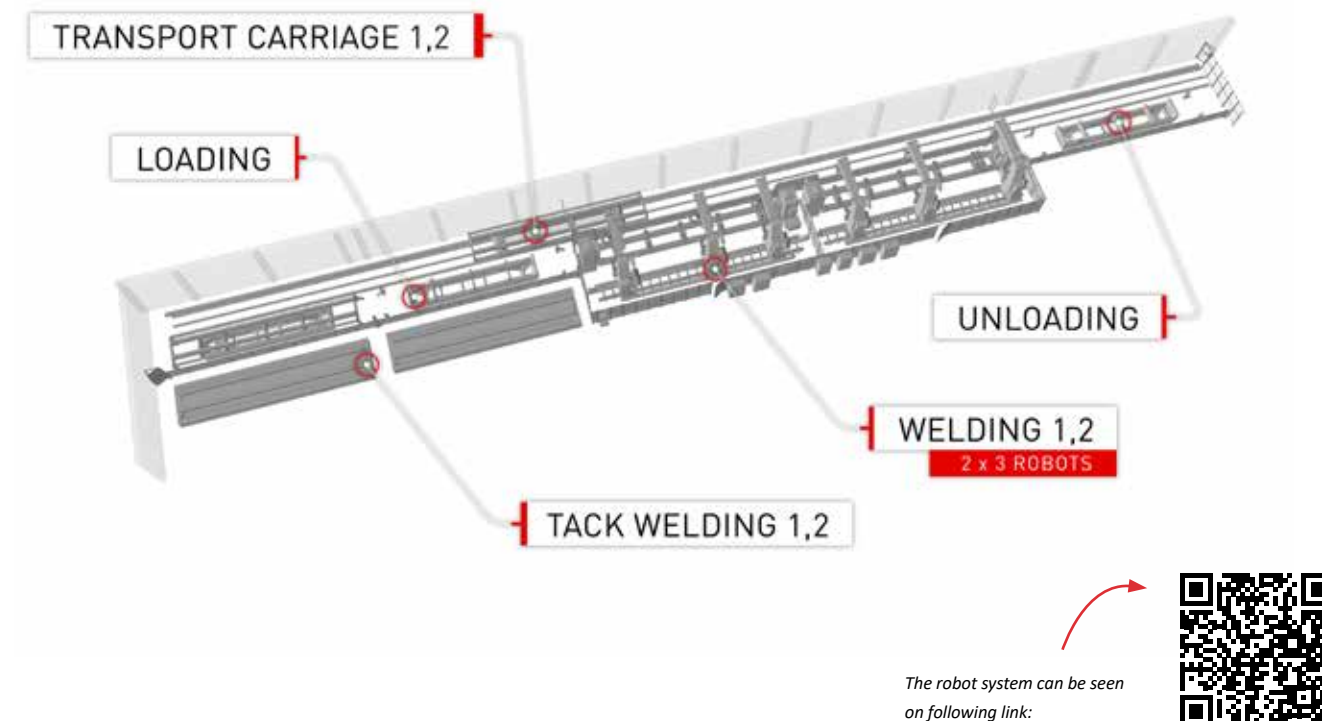 TRANSPORT CARRIAGE 1,2
LOADING
UNLOADING
WELDING 1,2
2 x 3 ROBOTS
TACK WELDING 1,2
The robot system can be seen
on following link: